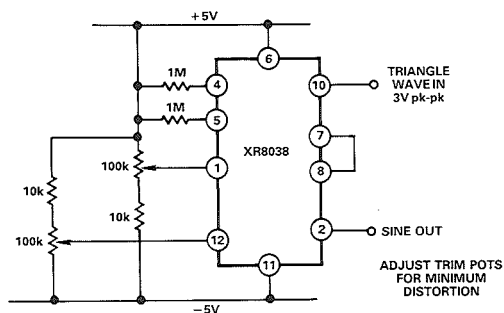 +5V
6
1M
4
10
TRIANGLE
WAVE IN
3V pk-pk
1M
5
7
XR8038
100k
1
8
10k
10k
100k
12
2
SINE OUT
11
ADJUST TRIM POTS
FOR MINIMUM
DISTORTION
−5V